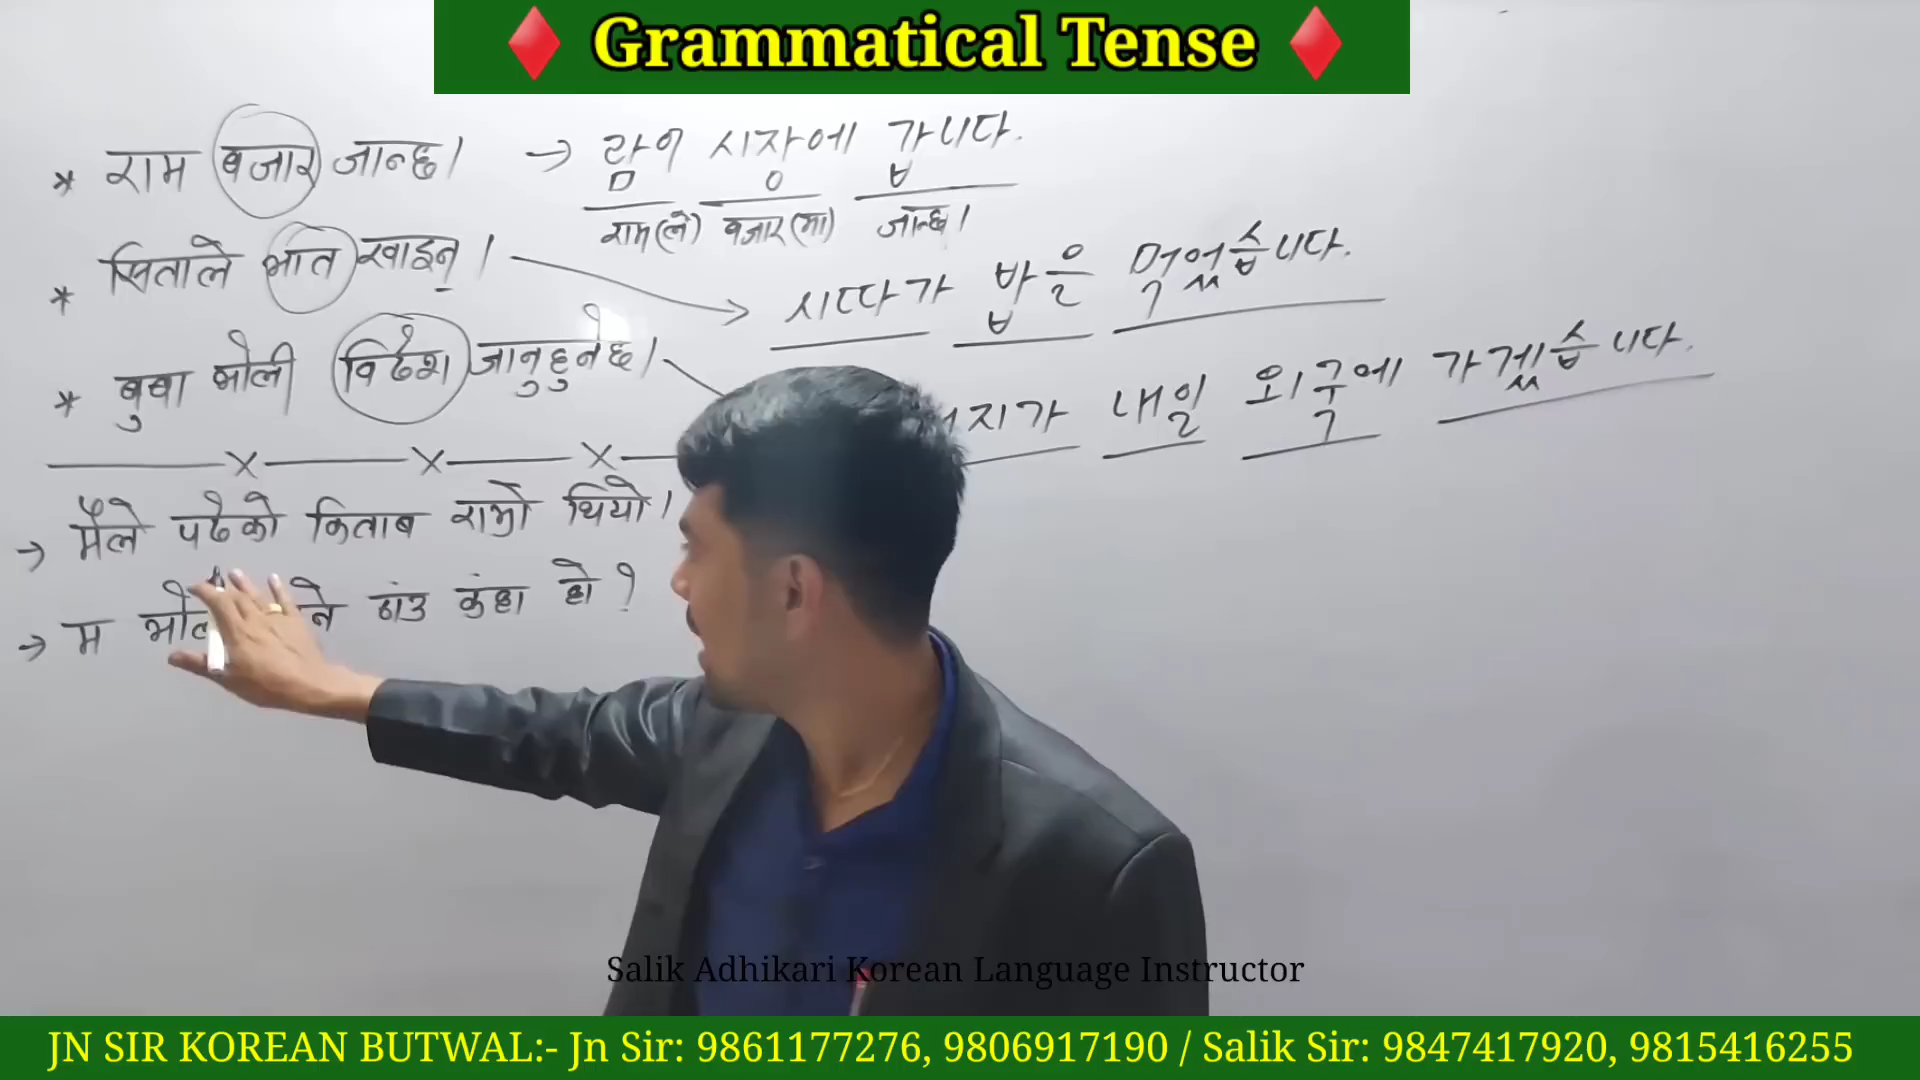 ♦ Grammatical Tense ♦
* राम बजार जान्छ। → 람이 시장에 갑니다.
राम(ले) बजार(मा) जान्छ।
* सिताले भात खाइन्। → 시따가 밥을 먹었습니다.
* बुबा भोली विदेश जानुहुनेछ। 지가 내일 외국에 가겠습니다.
→ मैले पढेको किताब राम्रो थियो।
→ म ठांउ कुंहा हो ?
Salik Adhikari Korean Language Instructor
JN SIR KOREAN BUTWAL:- Jn Sir: 9861177276, 9806917190 / Salik Sir: 9847417920, 9815416255